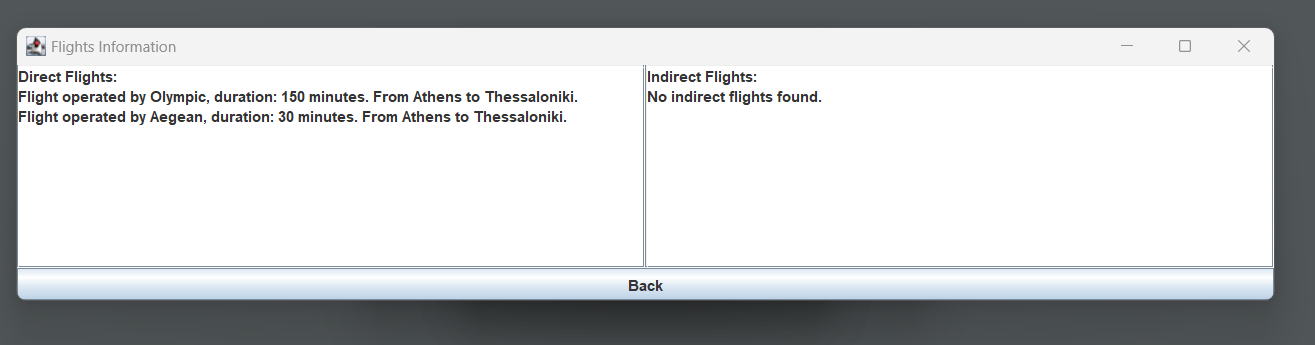 Flights Information
Direct Flights:
Flight operated by Olympic, duration: 150 minutes. From Athens to Thessaloniki.
Flight operated by Aegean, duration: 30 minutes. From Athens to Thessaloniki.
Indirect Flights:
No indirect flights found.
Back